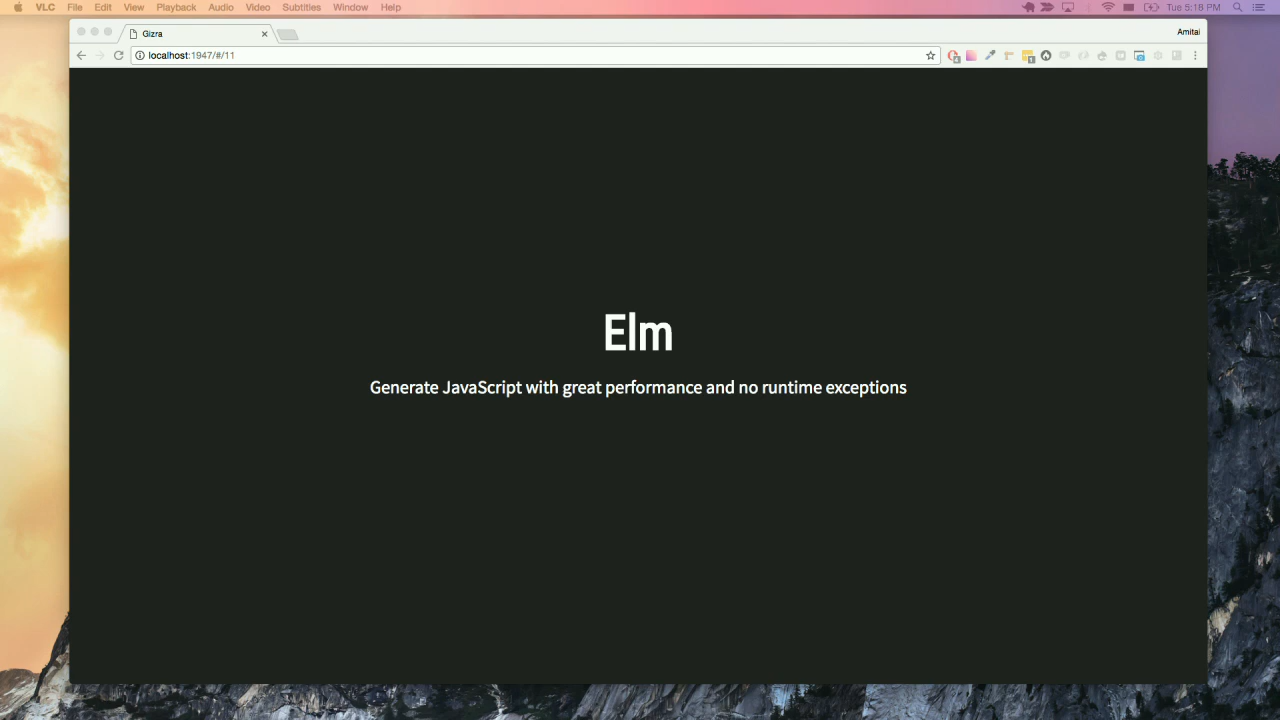 VLC File Edit View Playback Audio Video Subtitles Window Help Tue 5:18 PM
Gizra Amitai
localhost:1947/#/11
Elm
Generate JavaScript with great performance and no runtime exceptions